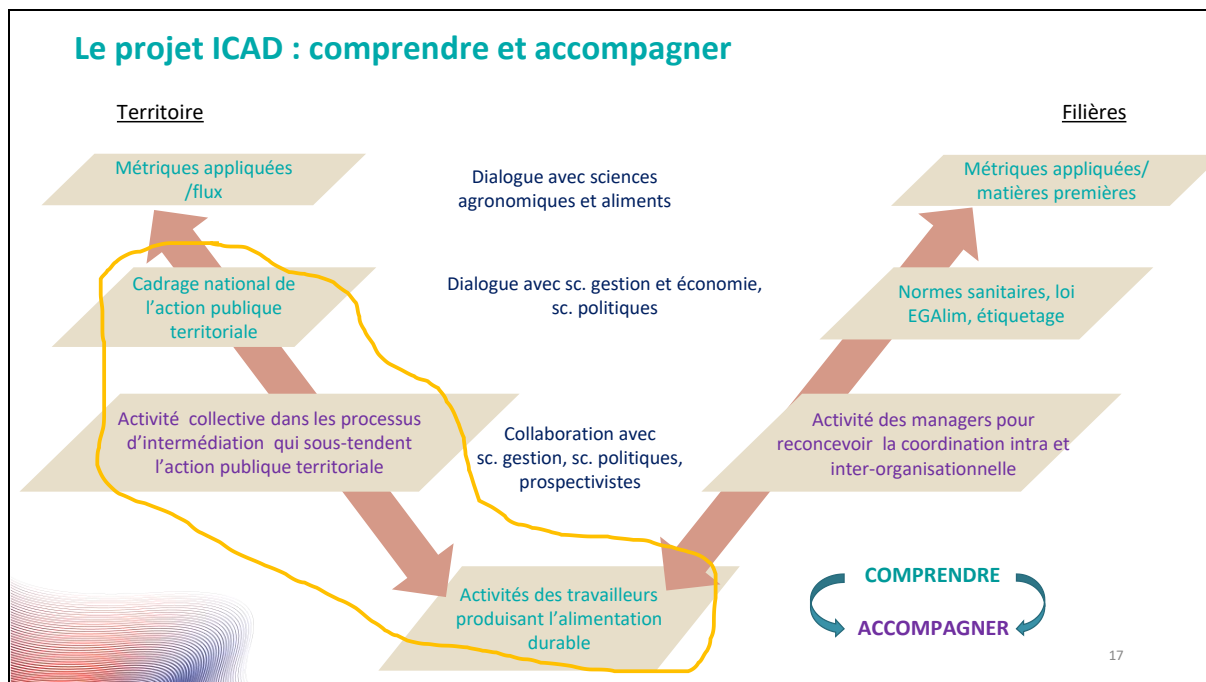 Le projet ICAD : comprendre et accompagner
Territoire
Filières
Métriques appliquées
/flux
Dialogue avec sciences
agronomiques et aliments
Métriques appliquées/
matières premières
Cadrage national de
l’action publique
territoriale
Dialogue avec sc. gestion et économie,
sc. politiques
Normes sanitaires, loi
EGAlim, étiquetage
Activité collective dans les processus
d’intermédiation qui sous-tendent
l’action publique territoriale
Collaboration avec
sc. gestion, sc. politiques,
prospectivistes
Activité des managers pour
reconcevoir la coordination intra et
inter-organisationnelle
Activités des travailleurs
produisant l’alimentation
durable
COMPRENDRE
ACCOMPAGNER
17